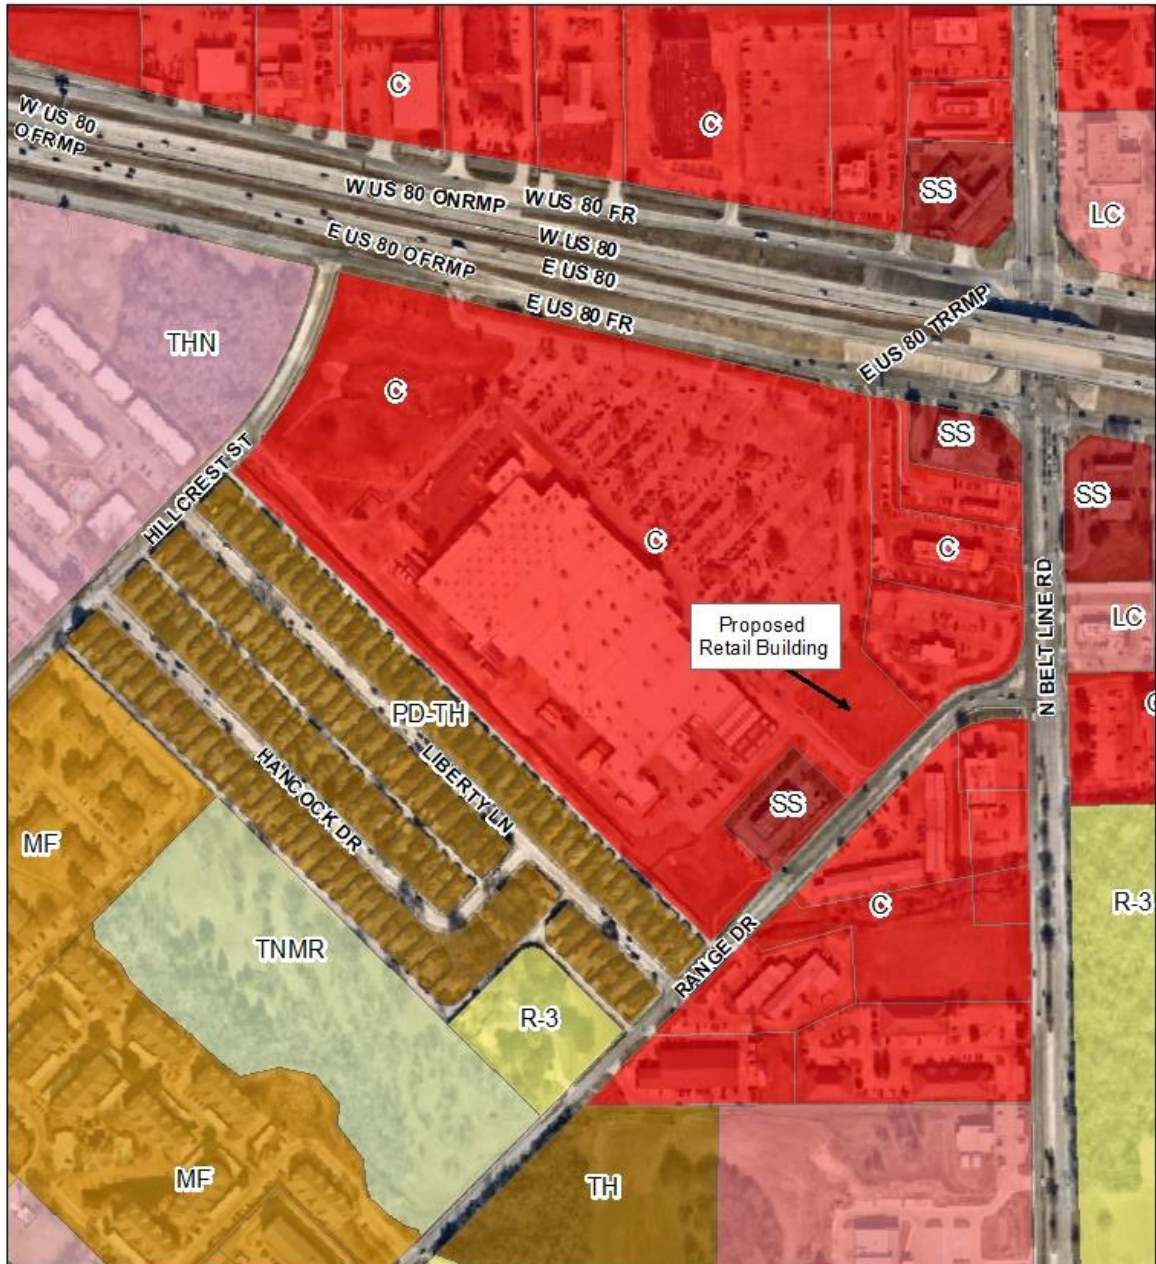 C
C
W US 80
OFRMP
SS
LC
W US 80 ONRMP
W US 80 FR
E US 80 OFRMP
W US 80
E US 80
E US 80 FR
E US 80 TRRMP
THN
C
SS
HILLCREST ST
SS
C
C
LC
Proposed
Retail Building
N BELT LINE RD
PD-TH
LIBERTY LN
HANCOCK DR
SS
MF
C
R-3
TNMR
RANGE DR
R-3
MF
TH